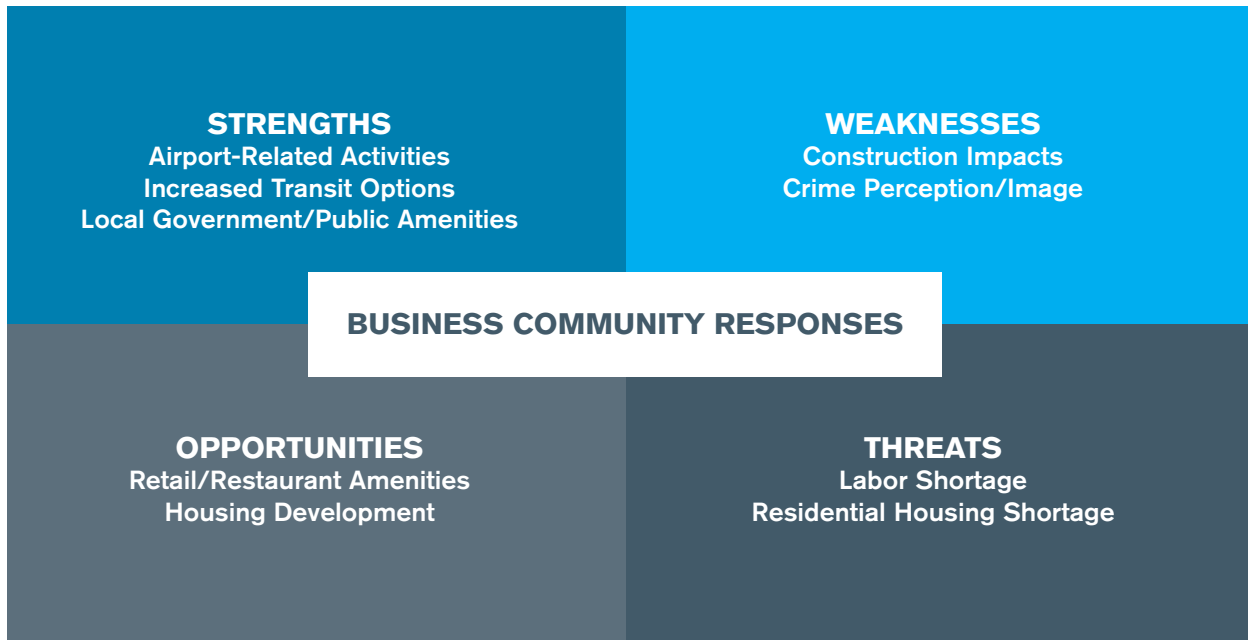 STRENGTHS
Airport-Related Activities
Increased Transit Options
Local Government/Public Amenities
WEAKNESSES
Construction Impacts
Crime Perception/Image
BUSINESS COMMUNITY RESPONSES
OPPORTUNITIES
Retail/Restaurant Amenities
Housing Development
THREATS
Labor Shortage
Residential Housing Shortage